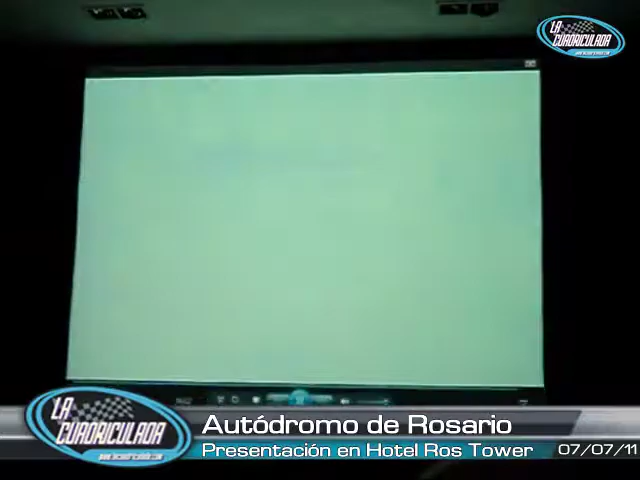 LA
CUADRICULADA
LA
CUADRICULADA
Autódromo de Rosario
Presentación en Hotel Ros Tower
07/07/11